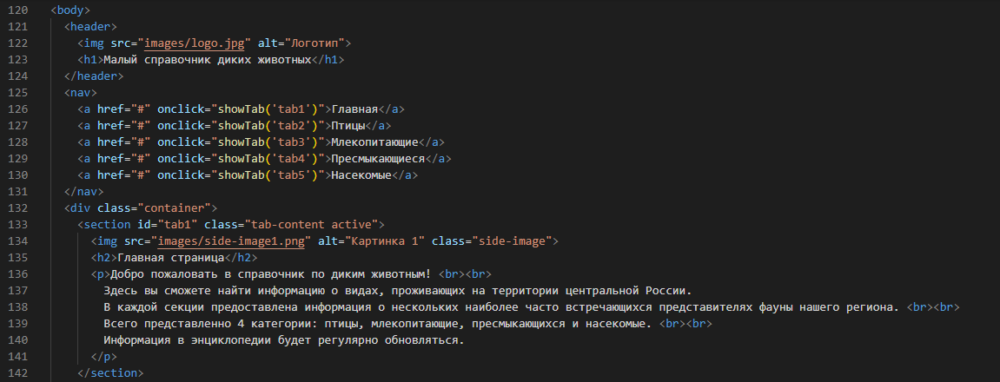 120 <body>
121 <header>
122 <img src="images/logo.jpg" alt="Логотип">
123 <h1>Малый справочник диких животных</h1>
124 </header>
125 <nav>
126 <a href="#" onclick="showTab('tab1')">Главная</a>
127 <a href="#" onclick="showTab('tab2')">Птицы</a>
128 <a href="#" onclick="showTab('tab3')">Млекопитающие</a>
129 <a href="#" onclick="showTab('tab4')">Пресмыкающиеся</a>
130 <a href="#" onclick="showTab('tab5')">Насекомые</a>
131 </nav>
132 <div class="container">
133 <section id="tab1" class="tab-content active">
134 <img src="images/side-image1.png" alt="Картинка 1" class="side-image">
135 <h2>Главная страница</h2>
136 <p>Добро пожаловать в справочник по диким животным! <br><br>
137 Здесь вы сможете найти информацию о видах, проживающих на территории центральной России.
138 В каждой секции предоставлена информация о нескольких наиболее часто встречающихся представителях фауны нашего региона. <br><br>
139 Всего представленно 4 категории: птицы, млекопитающие, пресмыкающихся и насекомые. <br><br>
140 Информация в энциклопедии будет регулярно обновляться.
141 </p>
142 </section>